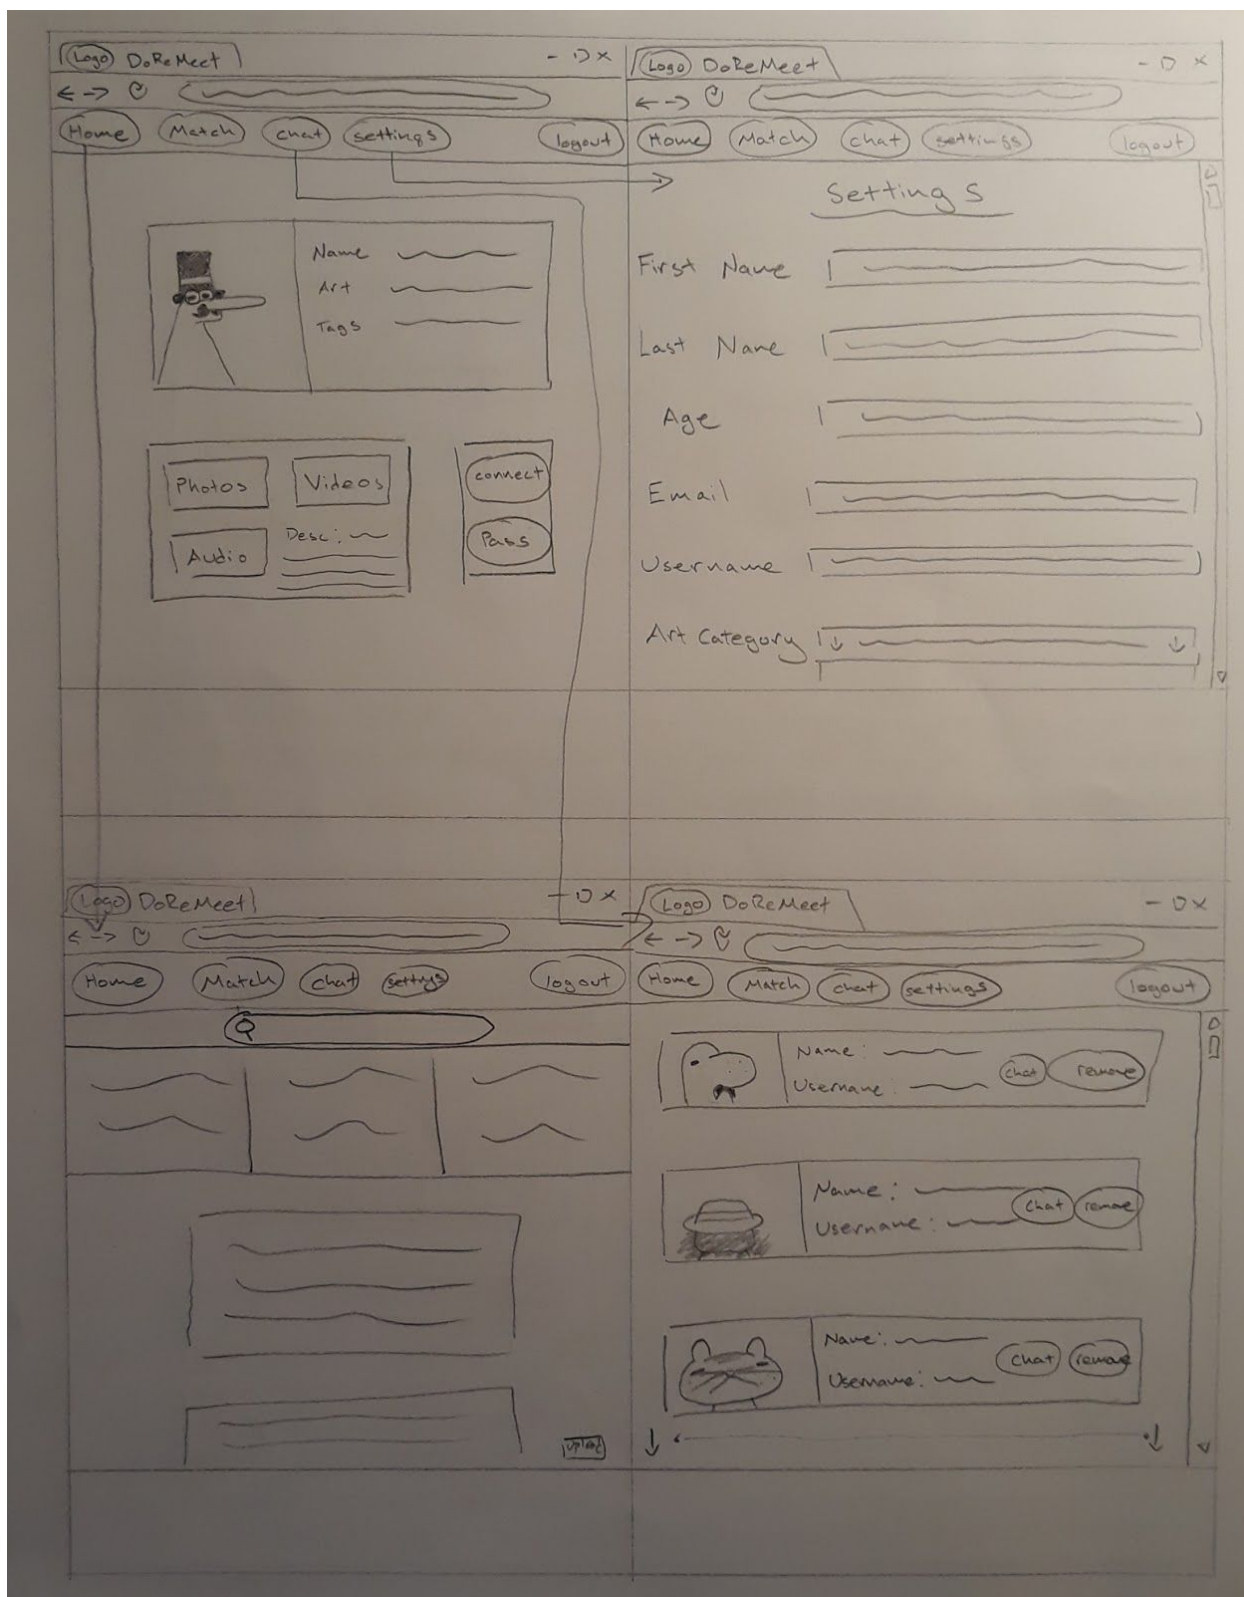 Logo DoReMeet
Home Match chat settings logout
Name
Art
Tags
Photos Videos
Audio Desc:
connect
Pass
Logo DoReMeet
Home Match chat settings logout
Settings
First Name
Last Name
Age
Email
Username
Art Category
Logo DoReMeet
Home Match chat settngs logout
upload
Logo DoReMeet
Home Match chat settings logout
Name:
Username: chat remove
Name:
Username: chat remove
Name:
Username: chat remove